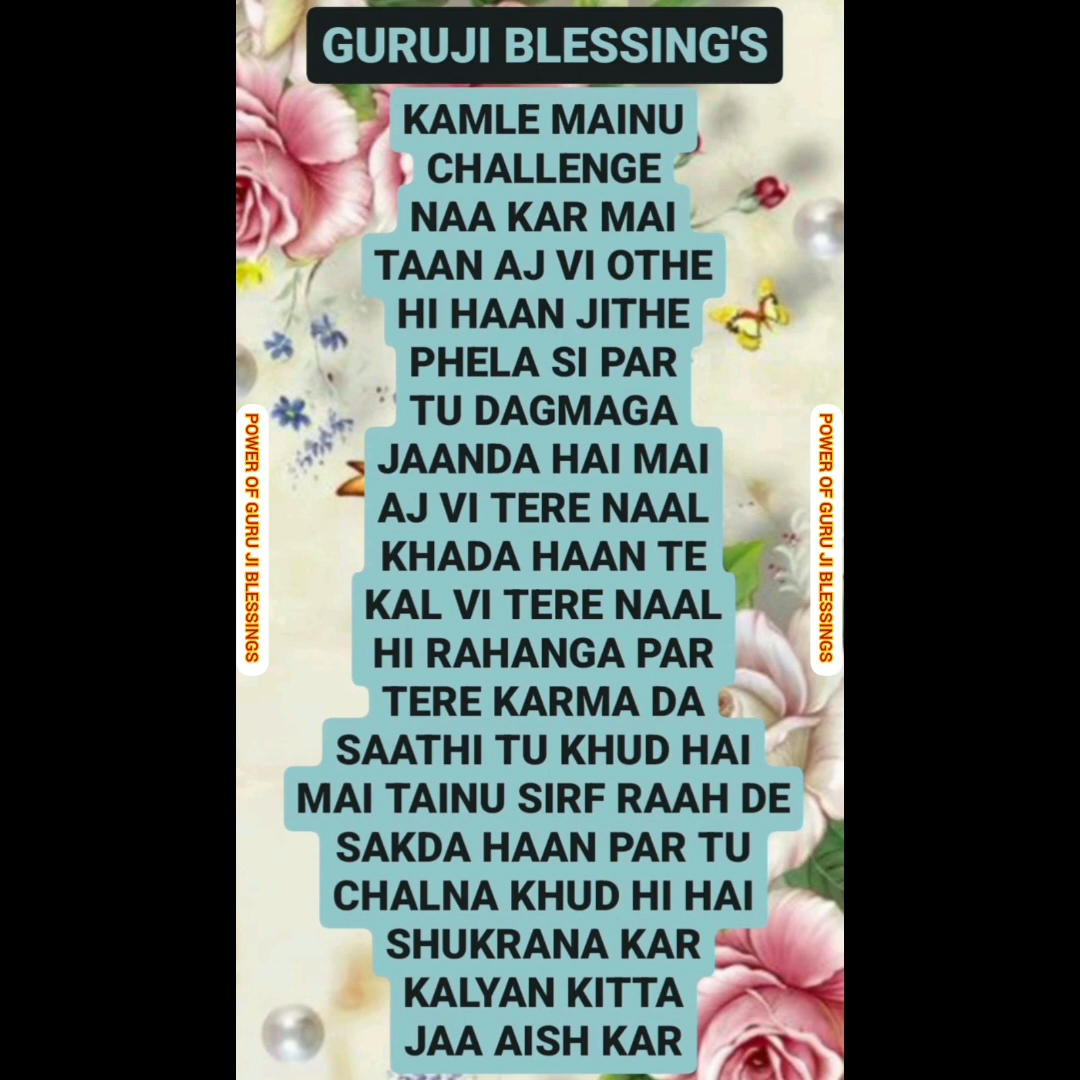 GURUJI BLESSING'S
KAMLE MAINU
CHALLENGE
NAA KAR MAI
TAAN AJ VI OTHE
HI HAAN JITHE
PHELA SI PAR
TU DAGMAGA
JAANDA HAI MAI
AJ VI TERE NAAL
KHADA HAAN TE
KAL VI TERE NAAL
HI RAHANGA PAR
TERE KARMA DA
SAATHI TU KHUD HAI
MAI TAINU SIRF RAAH DE
SAKDA HAAN PAR TU
CHALNA KHUD HI HAI
SHUKRANA KAR
KALYAN KITTA
JAA AISH KAR
POWER OF GURU JI BLESSINGS
POWER OF GURU JI BLESSINGS